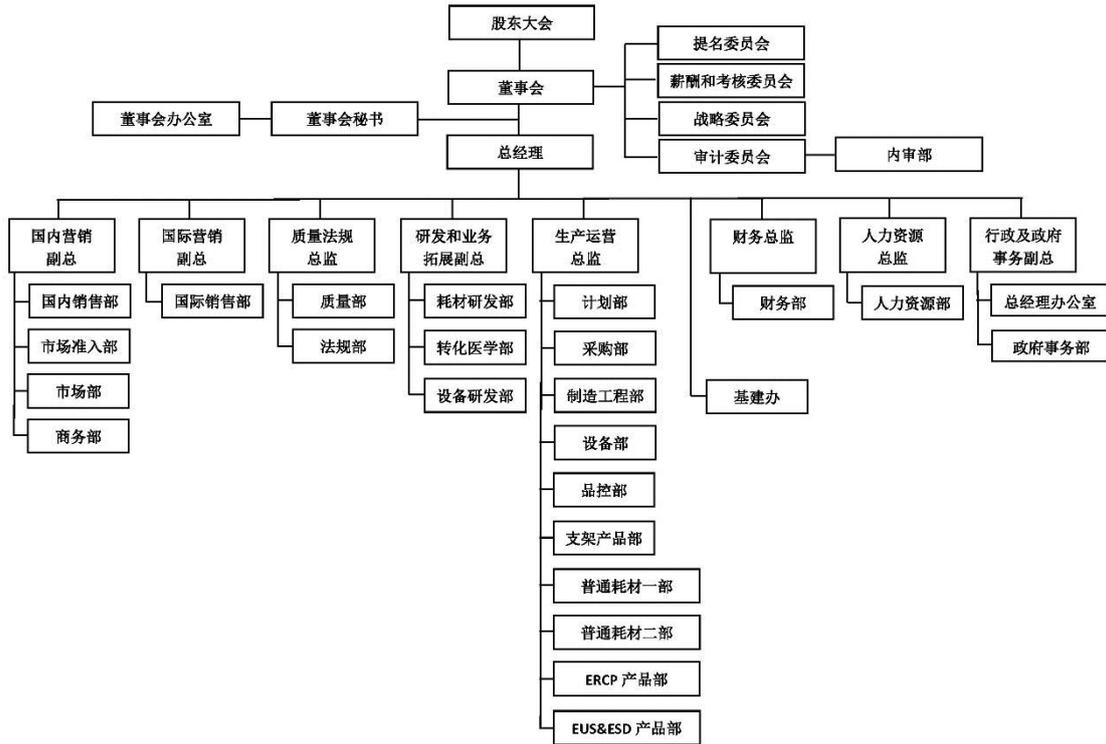 股东大会
提名委员会
董事会
薪酬和考核委员会
董事会办公室
董事会秘书
战略委员会
总经理
审计委员会
内审部
国内营销
副总
国际营销
副总
质量法规
总监
研发和业务
拓展副总
生产运营
总监
财务总监
人力资源
总监
行政及政府
事务副总
国内销售部
市场准入部
市场部
商务部
国际销售部
质量部
法规部
耗材研发部
转化医学部
设备研发部
计划部
采购部
制造工程部
设备部
品控部
支架产品部
普通耗材一部
普通耗材二部
ERCP 产品部
EUS&ESD 产品部
基建办
财务部
人力资源部
总经理办公室
政府事务部